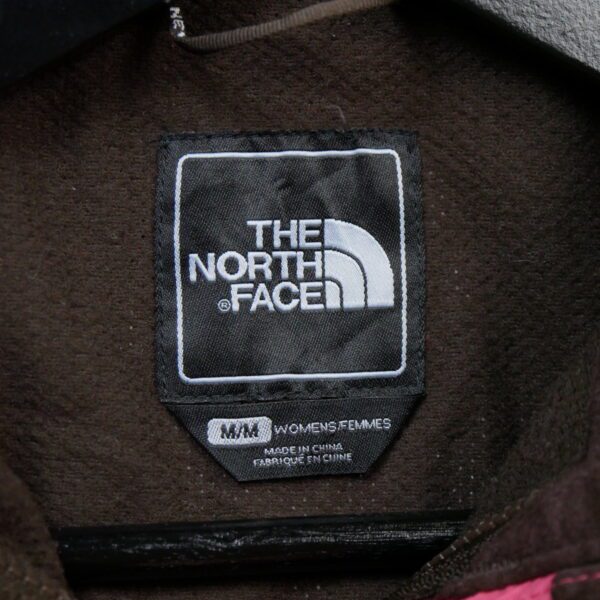 THE
NORTH
®FACE
M/M WOMENS/FEMMES
MADE IN CHINA
FABRIQUÉ EN CHINE